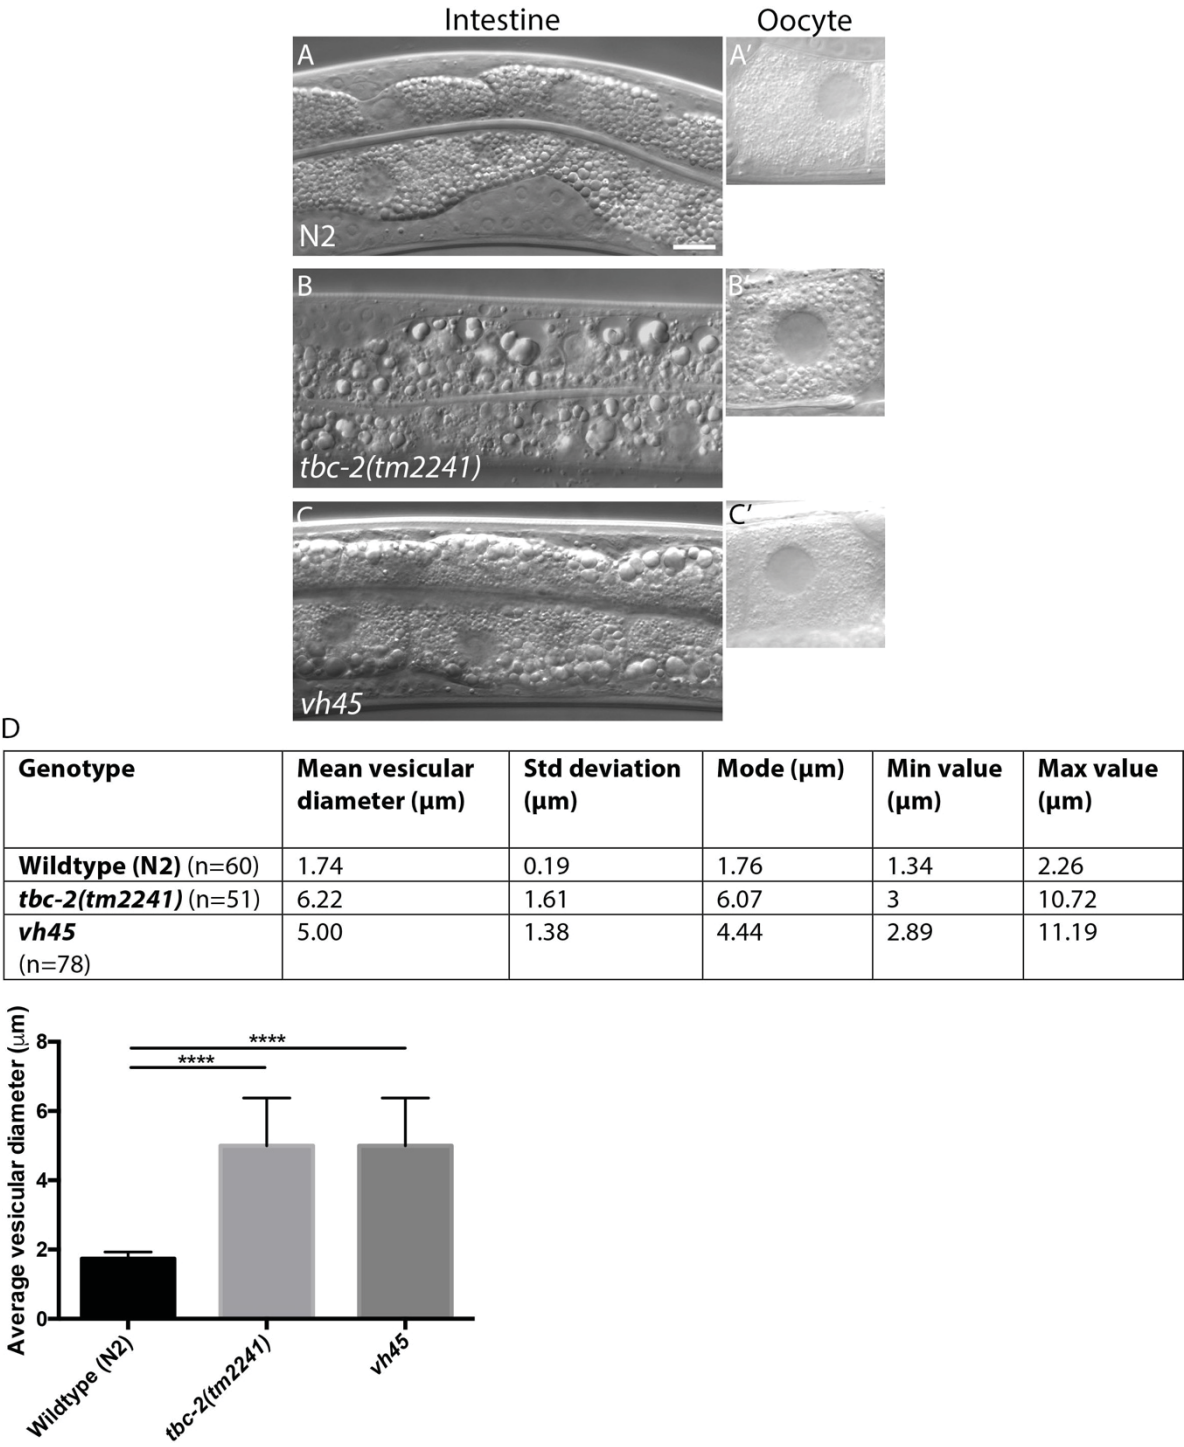 Intestine
Oocyte
A
A′
N2
B
B′
tbc-2(tm2241)
C
C′
vh45
D
Genotype
Mean vesicular
diameter (μm)
Std deviation
(μm)
Mode (μm)
Min value
(μm)
Max value
(μm)
Wildtype (N2) (n=60)
1.74
0.19
1.76
1.34
2.26
tbc-2(tm2241) (n=51)
6.22
1.61
6.07
3
10.72
vh45
(n=78)
5.00
1.38
4.44
2.89
11.19
Average vesicular diameter (μm)
8
6
4
2
0
****
****
Wildtype (N2)
tbc-2(tm2241)
vh45